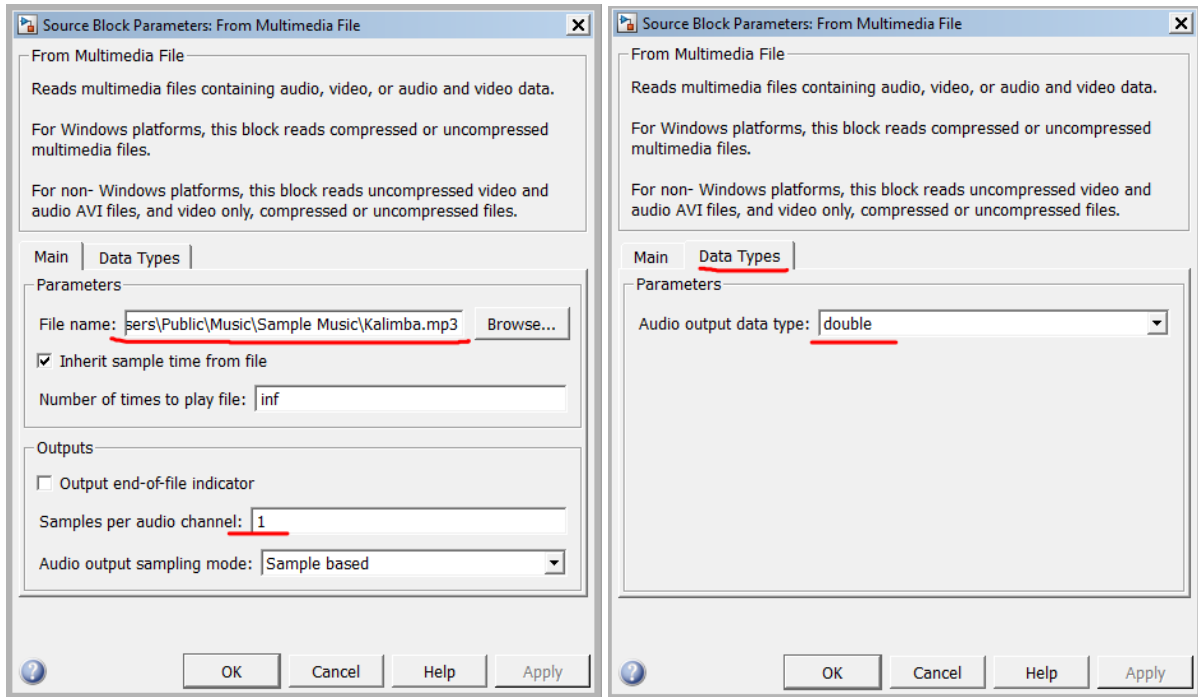 Source Block Parameters: From Multimedia File
From Multimedia File
Reads multimedia files containing audio, video, or audio and video data.
For Windows platforms, this block reads compressed or uncompressed
multimedia files.
For non- Windows platforms, this block reads uncompressed video and
audio AVI files, and video only, compressed or uncompressed files.
Main Data Types
Parameters
File name: sers\Public\Music\Sample Music\Kalimba.mp3 Browse...
Inherit sample time from file
Number of times to play file: inf
Outputs
Output end-of-file indicator
Samples per audio channel: 1
Audio output sampling mode: Sample based
OK Cancel Help Apply
Source Block Parameters: From Multimedia File
From Multimedia File
Reads multimedia files containing audio, video, or audio and video data.
For Windows platforms, this block reads compressed or uncompressed
multimedia files.
For non- Windows platforms, this block reads uncompressed video and
audio AVI files, and video only, compressed or uncompressed files.
Main Data Types
Parameters
Audio output data type: double
OK Cancel Help Apply